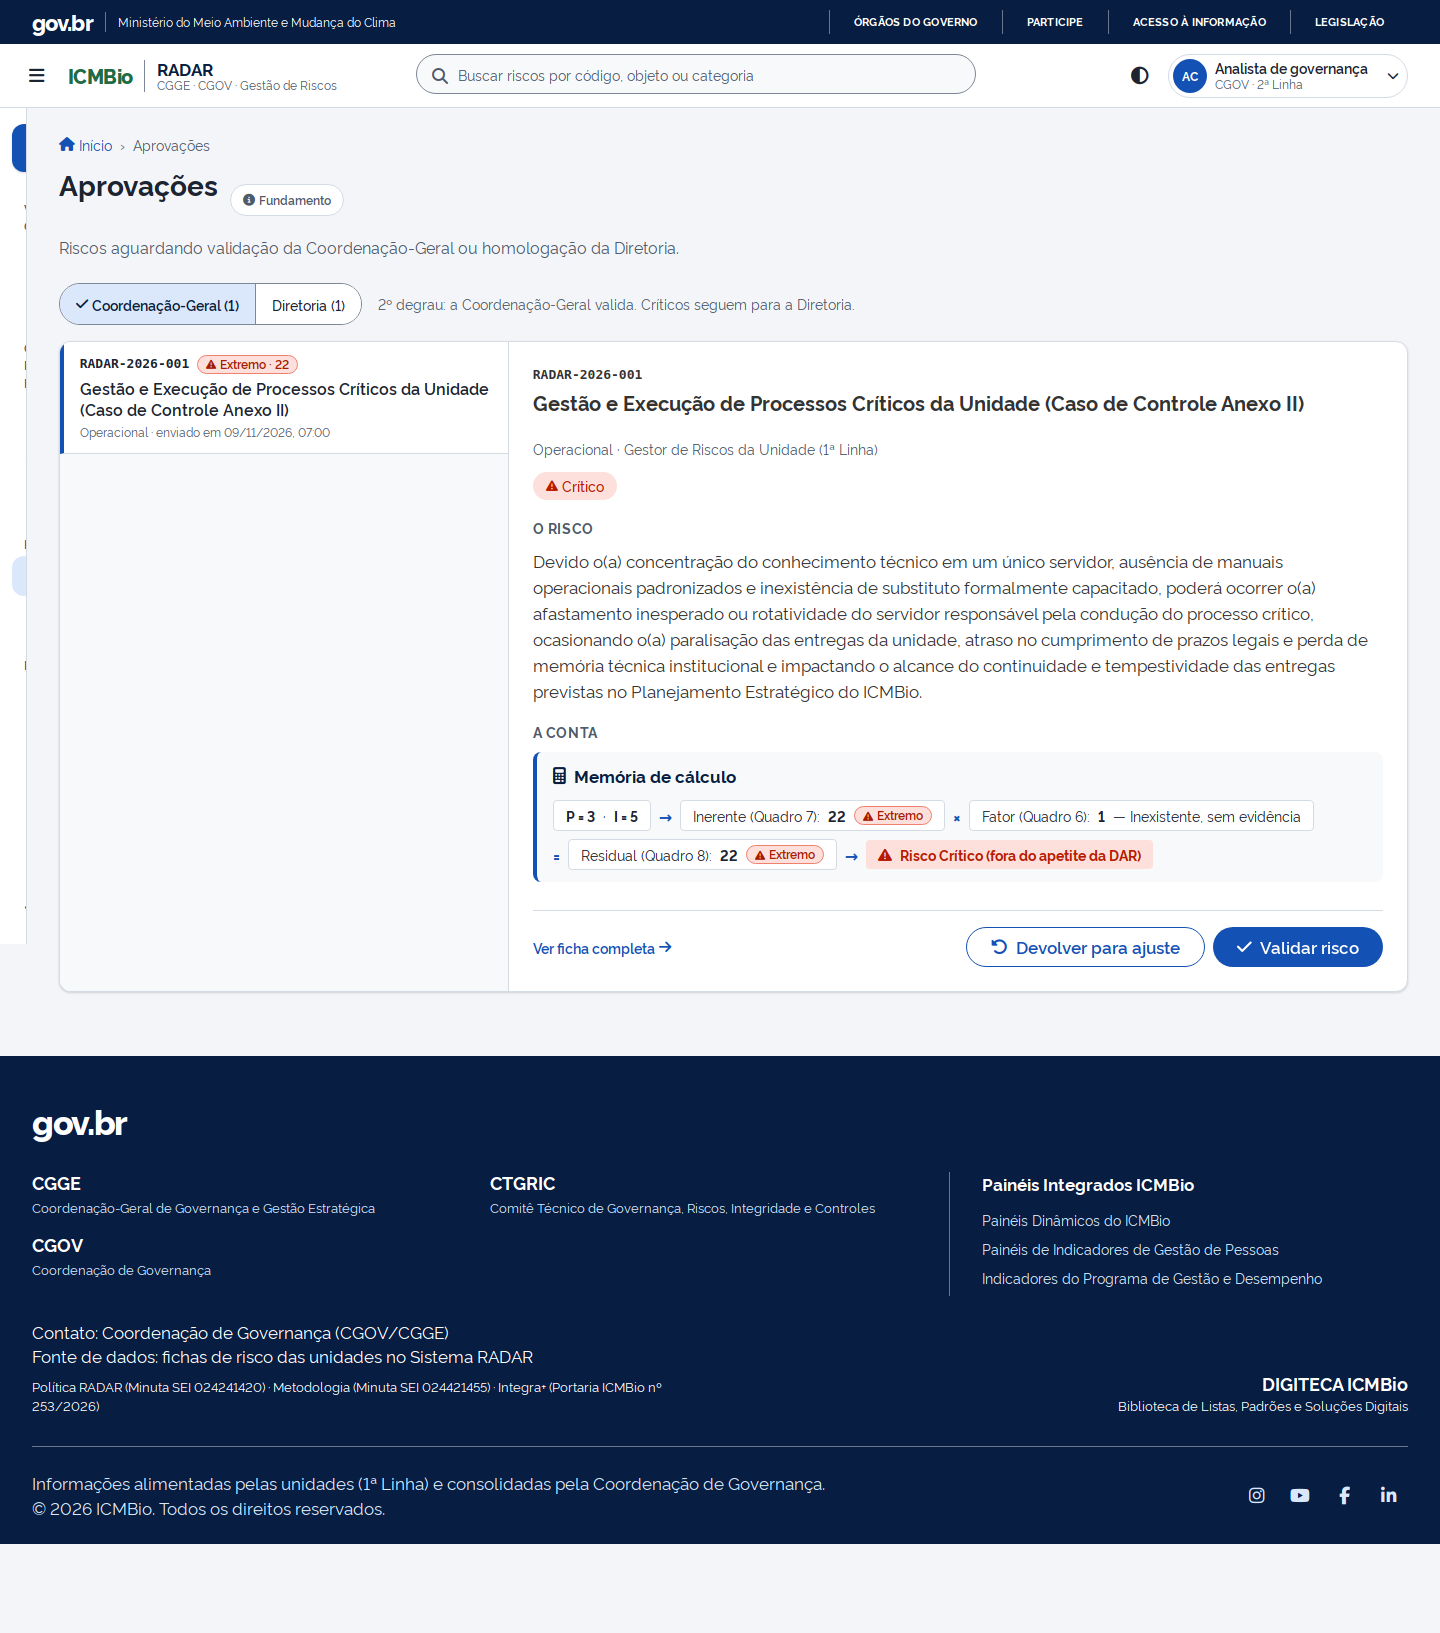 gov.br
Ministério do Meio Ambiente e Mudança do Clima
ÓRGÃOS DO GOVERNO
PARTICIPE
ACESSO À INFORMAÇÃO
LEGISLAÇÃO
ICMBio
RADAR
CGGE · CGOV · Gestão de Riscos
Buscar riscos por código, objeto ou categoria
AC
Analista de governança
CGOV · 2ª Linha
Início › Aprovações
Aprovações
Fundamento
Riscos aguardando validação da Coordenação-Geral ou homologação da Diretoria.
Coordenação-Geral (1)
Diretoria (1)
2º degrau: a Coordenação-Geral valida. Críticos seguem para a Diretoria.
RADAR-2026-001
Extremo · 22
Gestão e Execução de Processos Críticos da Unidade
(Caso de Controle Anexo II)
Operacional · enviado em 09/11/2026, 07:00
RADAR-2026-001
Gestão e Execução de Processos Críticos da Unidade (Caso de Controle Anexo II)
Operacional · Gestor de Riscos da Unidade (1ª Linha)
Crítico
O RISCO
Devido o(a) concentração do conhecimento técnico em um único servidor, ausência de manuais
operacionais padronizados e inexistência de substituto formalmente capacitado, poderá ocorrer o(a)
afastamento inesperado ou rotatividade do servidor responsável pela condução do processo crítico,
ocasionando o(a) paralisação das entregas da unidade, atraso no cumprimento de prazos legais e perda de
memória técnica institucional e impactando o alcance do continuidade e tempestividade das entregas
previstas no Planejamento Estratégico do ICMBio.
A CONTA
Memória de cálculo
P = 3 · I = 5 → Inerente (Quadro 7): 22 Extremo × Fator (Quadro 6): 1 — Inexistente, sem evidência
= Residual (Quadro 8): 22 Extremo → Risco Crítico (fora do apetite da DAR)
Ver ficha completa →
Devolver para ajuste
Validar risco
gov.br
CGGE
Coordenação-Geral de Governança e Gestão Estratégica
CGOV
Coordenação de Governança
CTGRIC
Comitê Técnico de Governança, Riscos, Integridade e Controles
Painéis Integrados ICMBio
Painéis Dinâmicos do ICMBio
Painéis de Indicadores de Gestão de Pessoas
Indicadores do Programa de Gestão e Desempenho
Contato: Coordenação de Governança (CGOV/CGGE)
Fonte de dados: fichas de risco das unidades no Sistema RADAR
Política RADAR (Minuta SEI 024241420) · Metodologia (Minuta SEI 024421455) · Integra+ (Portaria ICMBio nº
253/2026)
DIGITECA ICMBio
Biblioteca de Listas, Padrões e Soluções Digitais
Informações alimentadas pelas unidades (1ª Linha) e consolidadas pela Coordenação de Governança.
© 2026 ICMBio. Todos os direitos reservados.